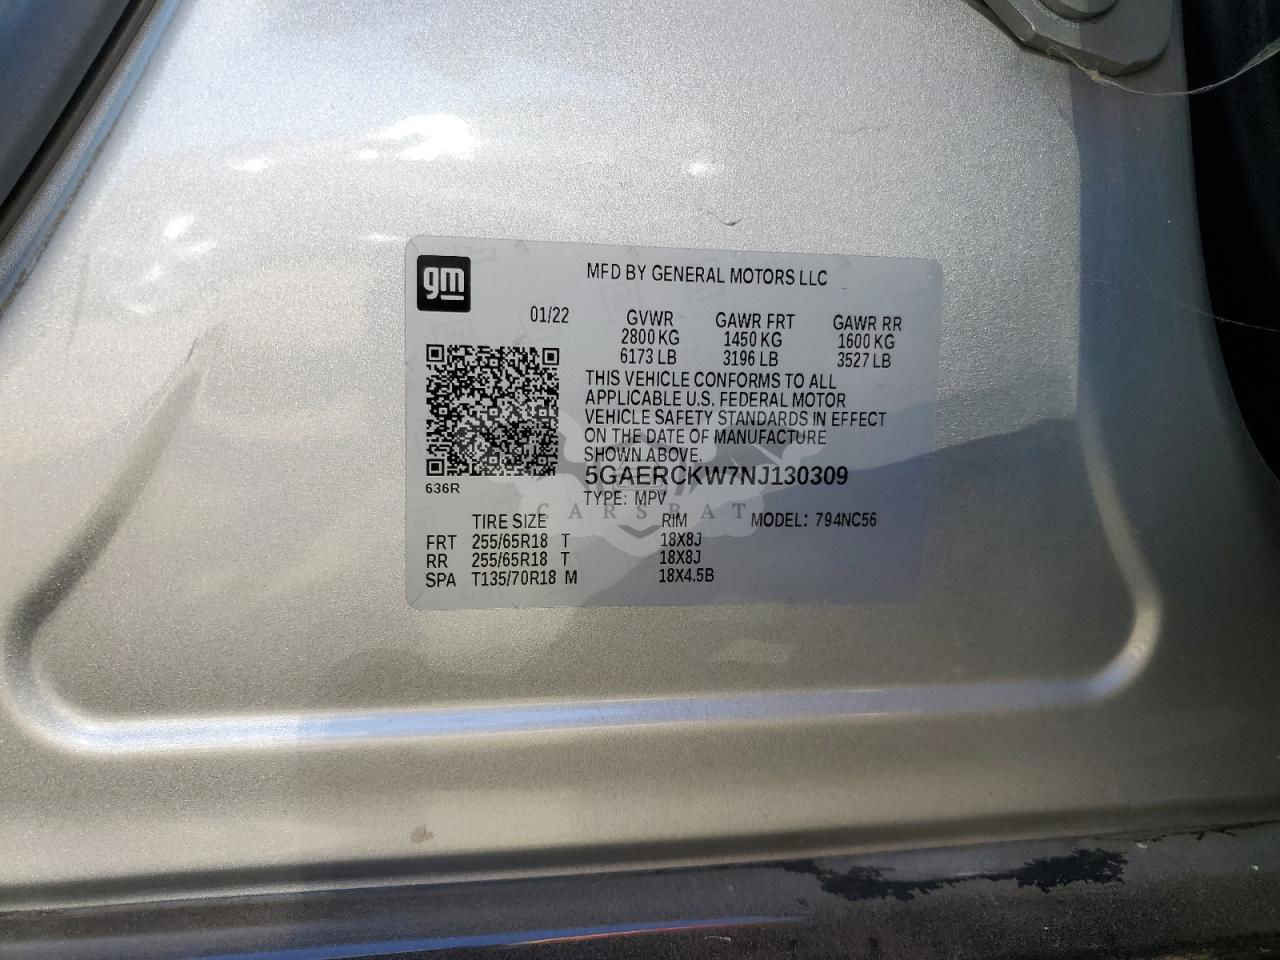 gm
MFD BY GENERAL MOTORS LLC
01/22 GVWR GAWR FRT GAWR RR
2800 KG 1450 KG 1600 KG
6173 LB 3196 LB 3527 LB
THIS VEHICLE CONFORMS TO ALL
APPLICABLE U.S. FEDERAL MOTOR
VEHICLE SAFETY STANDARDS IN EFFECT
ON THE DATE OF MANUFACTURE
SHOWN ABOVE.
636R
5GAERCKW7NJ130309
TYPE: MPV
CARSBAT
TIRE SIZE RIM MODEL: 794NC56
FRT 255/65R18 T 18X8J
RR 255/65R18 T 18X8J
SPA T135/70R18 M 18X4.5B